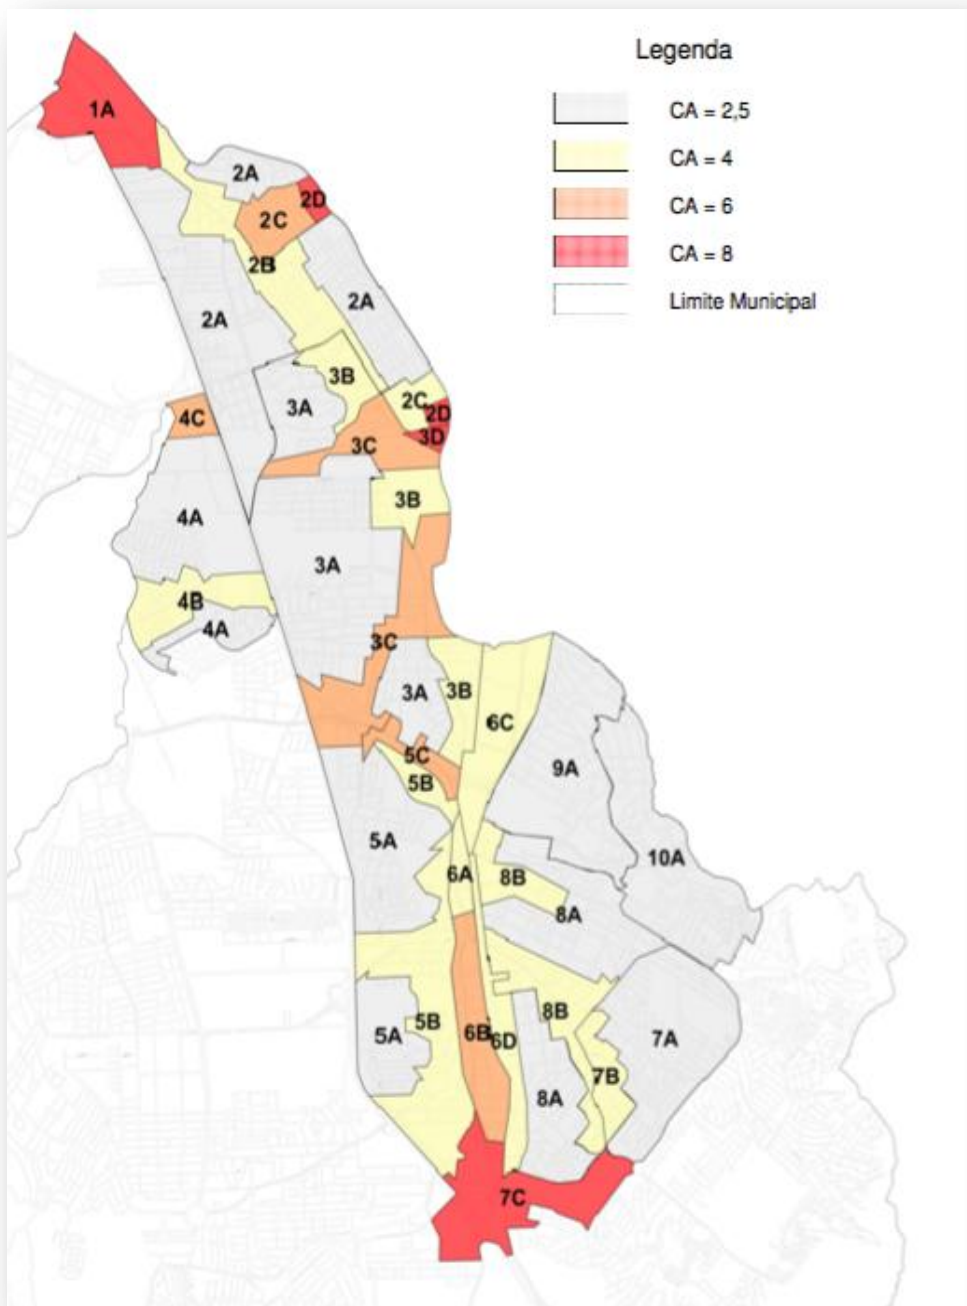 Legenda
CA = 2,5
CA = 4
CA = 6
CA = 8
Limite Municipal
1A
2A
2D
2C
2B
2A
2A
3B
3A
2C
2D
4C
3D
3C
3B
4A
3A
4B
4A
3C
3A
3B
6C
5C
9A
5B
5A
10A
6A
8B
8A
8B
5B
5A
6B
6D
7A
7B
8A
7C